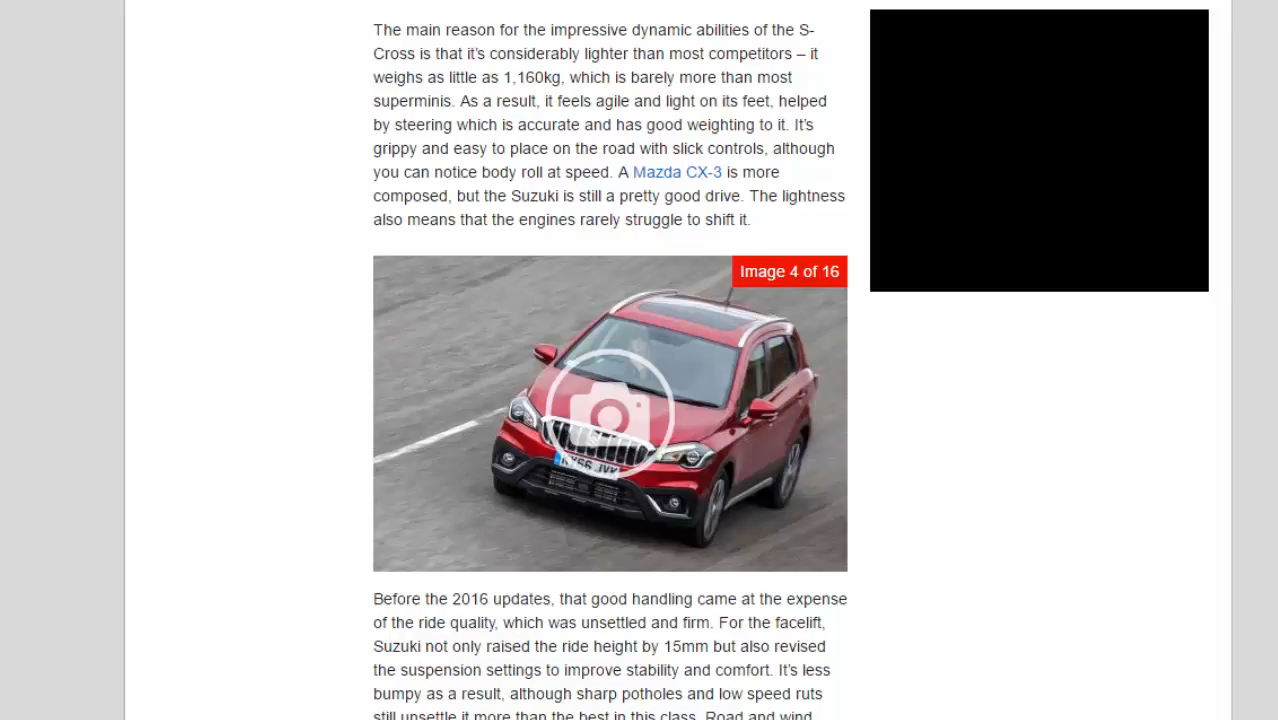 The main reason for the impressive dynamic abilities of the S-
Cross is that it's considerably lighter than most competitors – it
weighs as little as 1,160kg, which is barely more than most
superminis. As a result, it feels agile and light on its feet, helped
by steering which is accurate and has good weighting to it. It's
grippy and easy to place on the road with slick controls, although
you can notice body roll at speed. A Mazda CX-3 is more
composed, but the Suzuki is still a pretty good drive. The lightness
also means that the engines rarely struggle to shift it.
Image 4 of 16
Before the 2016 updates, that good handling came at the expense
of the ride quality, which was unsettled and firm. For the facelift,
Suzuki not only raised the ride height by 15mm but also revised
the suspension settings to improve stability and comfort. It's less
bumpy as a result, although sharp potholes and low speed ruts
still unsettle it more than the best in this class. Road and wind